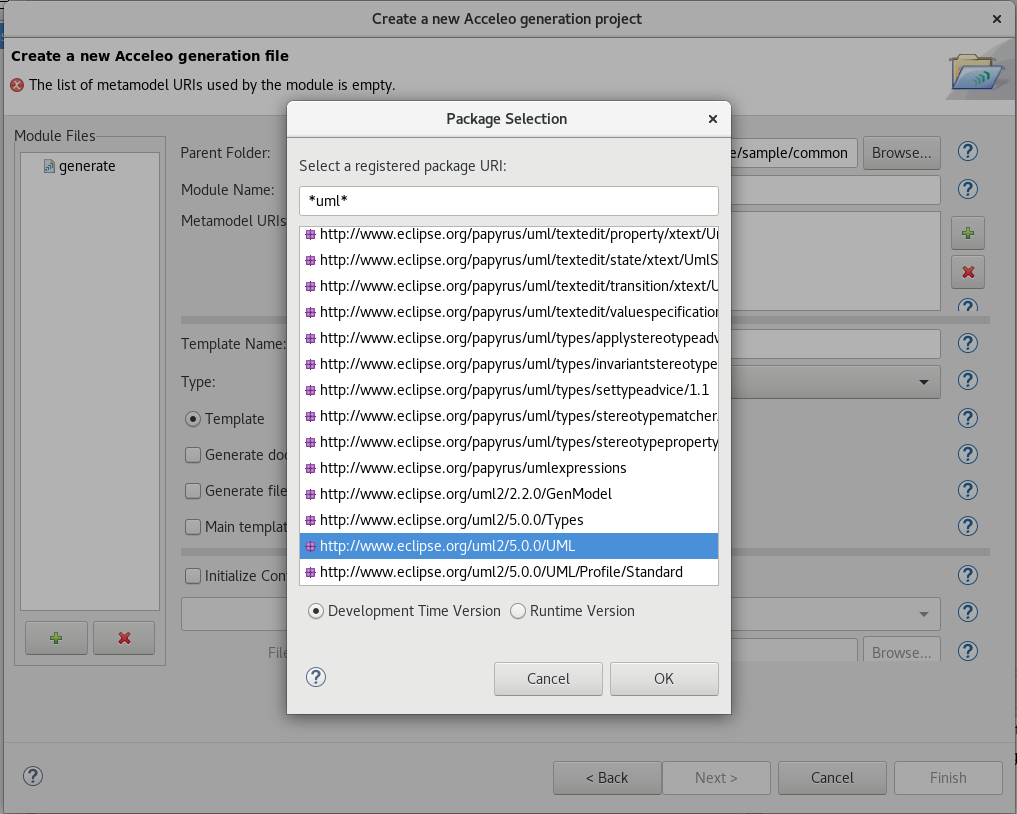 Create a new Acceleo generation project
Create a new Acceleo generation file
The list of metamodel URIs used by the module is empty.
Module Files
generate
Parent Folder:
e/sample/common
Browse...
Module Name:
Metamodel URIs
Template Name:
Type:
Template
Generate
Generate file
Main templat
Initialize
File
Browse...
Package Selection
Select a registered package URI:
*uml*
http://www.eclipse.org/papyrus/uml/textedit/property/xtext/
http://www.eclipse.org/papyrus/uml/textedit/state/xtext/UmlS
http://www.eclipse.org/papyrus/uml/textedit/transition/xtext/U
http://www.eclipse.org/papyrus/uml/textedit/valuespecification
http://www.eclipse.org/papyrus/uml/types/applystereotypeadv
http://www.eclipse.org/papyrus/uml/types/invariantstereotype
http://www.eclipse.org/papyrus/uml/types/settypeadvice/1.1
http://www.eclipse.org/papyrus/uml/types/stereotypematcher
http://www.eclipse.org/papyrus/uml/types/stereotypeproperty
http://www.eclipse.org/papyrus/umlexpressions
http://www.eclipse.org/uml2/2.2.0/GenModel
http://www.eclipse.org/uml2/5.0.0/Types
http://www.eclipse.org/uml2/5.0.0/UML
http://www.eclipse.org/uml2/5.0.0/UML/Profile/Standard
Development Time Version
Runtime Version
Cancel
OK
< Back
Next >
Cancel
Finish